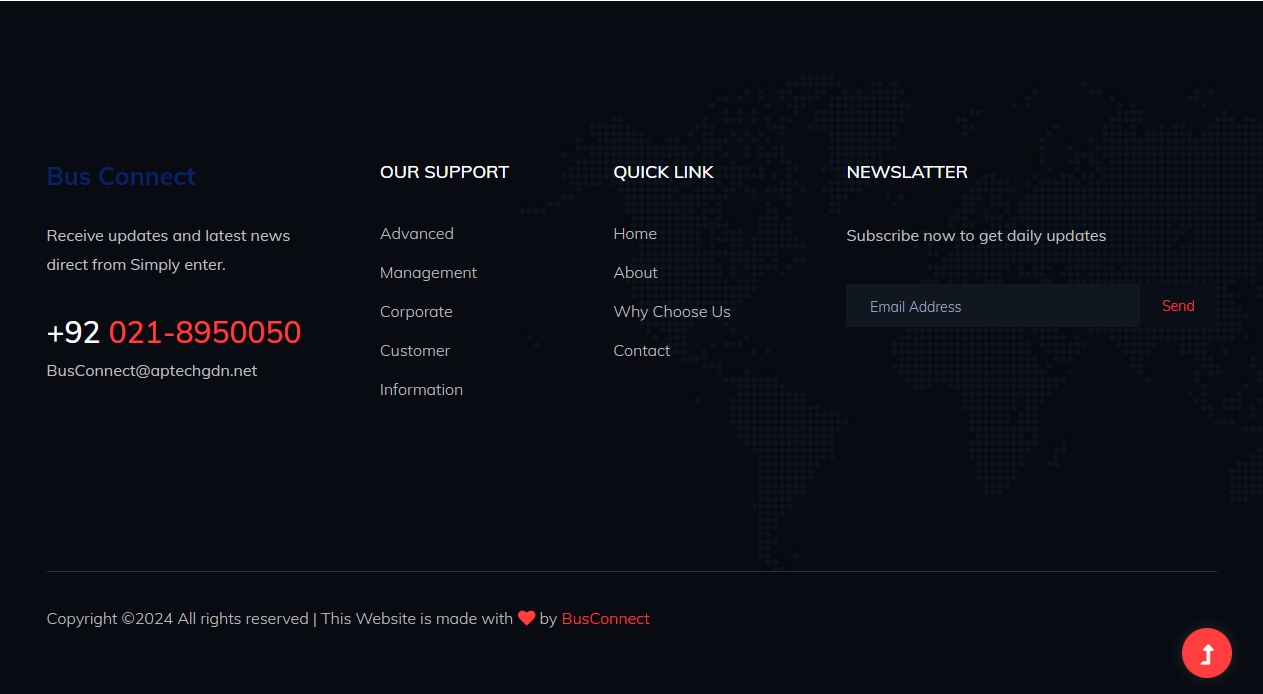 Bus Connect
Receive updates and latest news
direct from Simply enter.
+92 021-8950050
BusConnect@aptechgdn.net
OUR SUPPORT
Advanced
Management
Corporate
Customer
Information
QUICK LINK
Home
About
Why Choose Us
Contact
NEWSLATTER
Subscribe now to get daily updates
Email Address
Send
Copyright ©2024 All rights reserved | This Website is made with ❤ by BusConnect